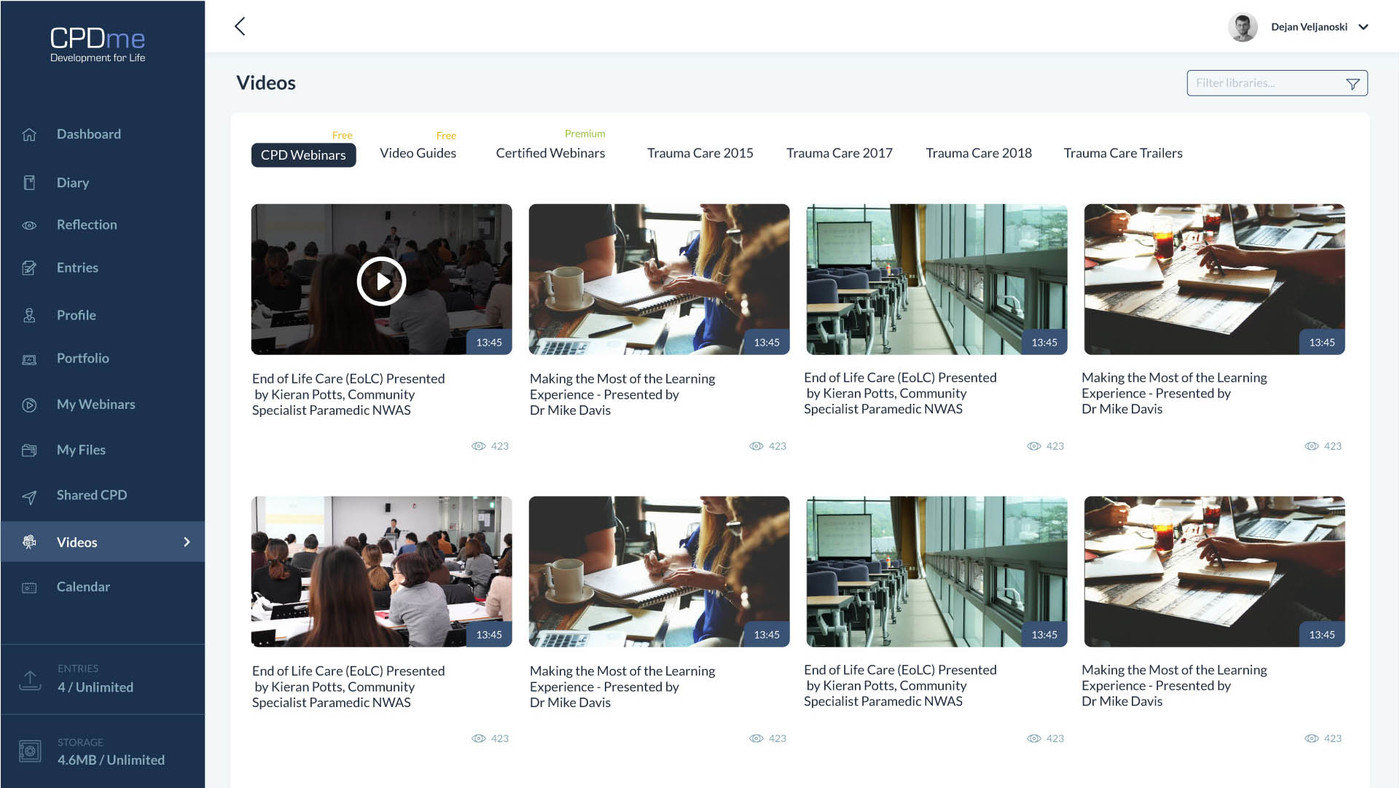 CPDme
Development for Life
Dejan Veljanoski
Videos
Filter libraries...
Dashboard
Diary
Reflection
Entries
Profile
Portfolio
My Webinars
My Files
Shared CPD
Videos
Calendar
ENTRIES
4 / Unlimited
STORAGE
4.6MB / Unlimited
Free
Free
Premium
CPD Webinars
Video Guides
Certified Webinars
Trauma Care 2015
Trauma Care 2017
Trauma Care 2018
Trauma Care Trailers
13:45
13:45
13:45
13:45
End of Life Care (EoLC) Presented
by Kieran Potts, Community
Specialist Paramedic NWAS
423
Making the Most of the Learning
Experience - Presented by
Dr Mike Davis
423
End of Life Care (EoLC) Presented
by Kieran Potts, Community
Specialist Paramedic NWAS
423
Making the Most of the Learning
Experience - Presented by
Dr Mike Davis
423
13:45
13:45
13:45
13:45
End of Life Care (EoLC) Presented
by Kieran Potts, Community
Specialist Paramedic NWAS
423
Making the Most of the Learning
Experience - Presented by
Dr Mike Davis
423
End of Life Care (EoLC) Presented
by Kieran Potts, Community
Specialist Paramedic NWAS
423
Making the Most of the Learning
Experience - Presented by
Dr Mike Davis
423